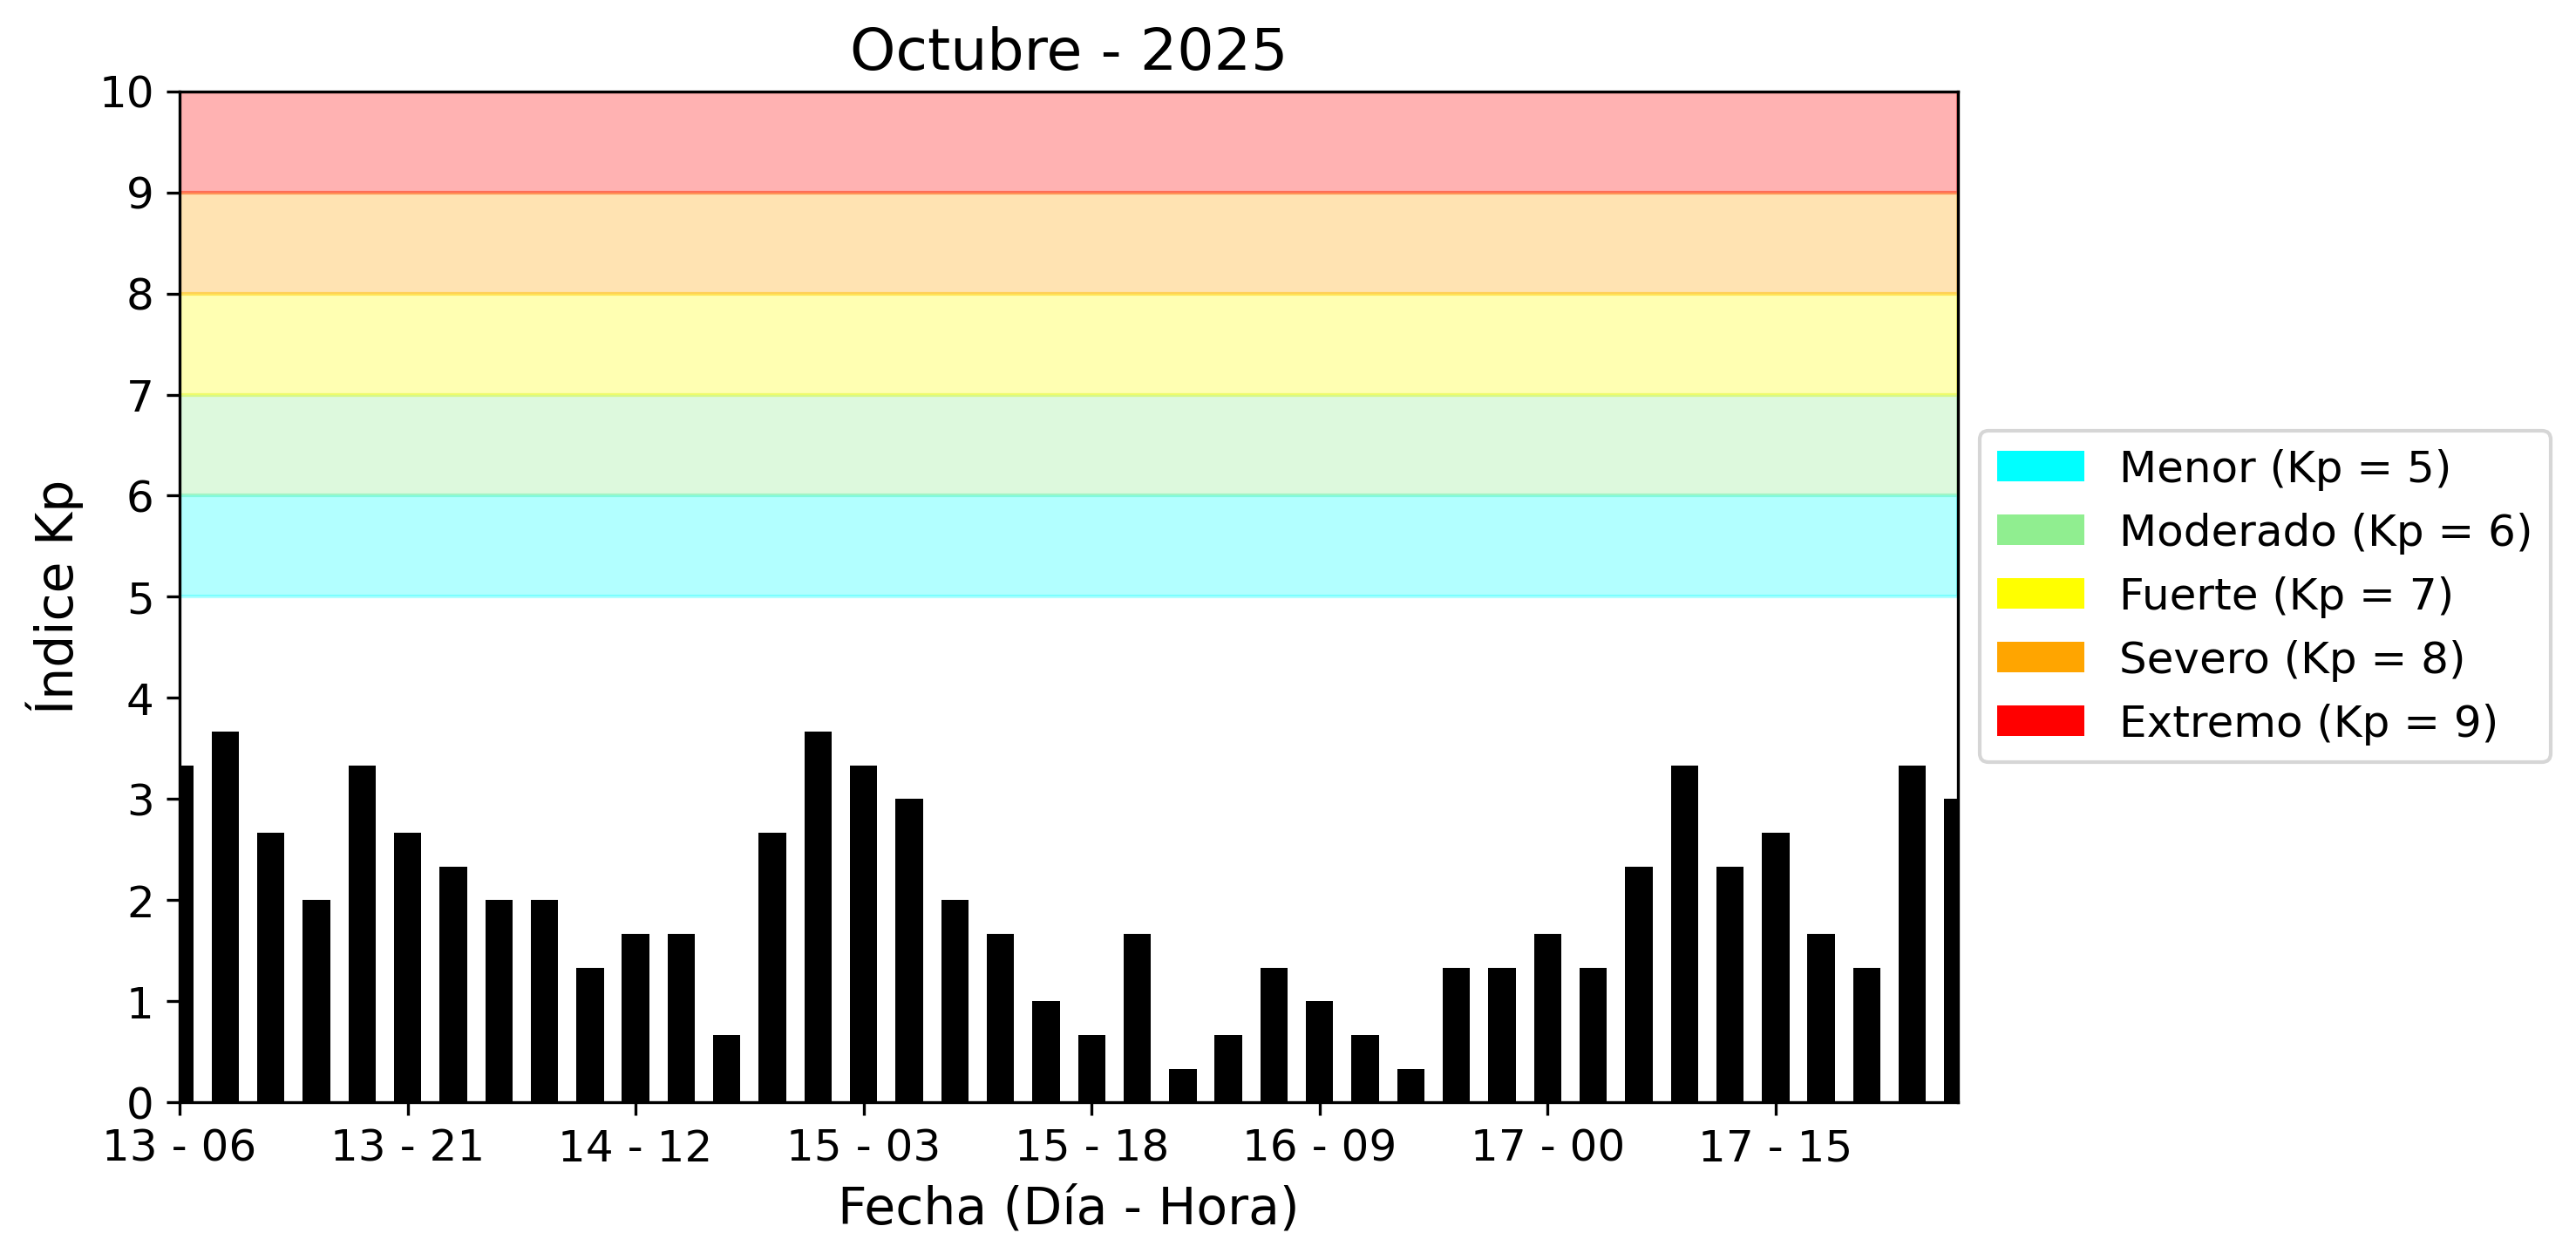 Octubre - 2025
10
9
8
7
6
5
4
3
2
1
0
Índice Kp
13 - 06
13 - 21
14 - 12
15 - 03
15 - 18
16 - 09
17 - 00
17 - 15
Fecha (Día - Hora)
Menor (Kp = 5)
Moderado (Kp = 6)
Fuerte (Kp = 7)
Severo (Kp = 8)
Extremo (Kp = 9)